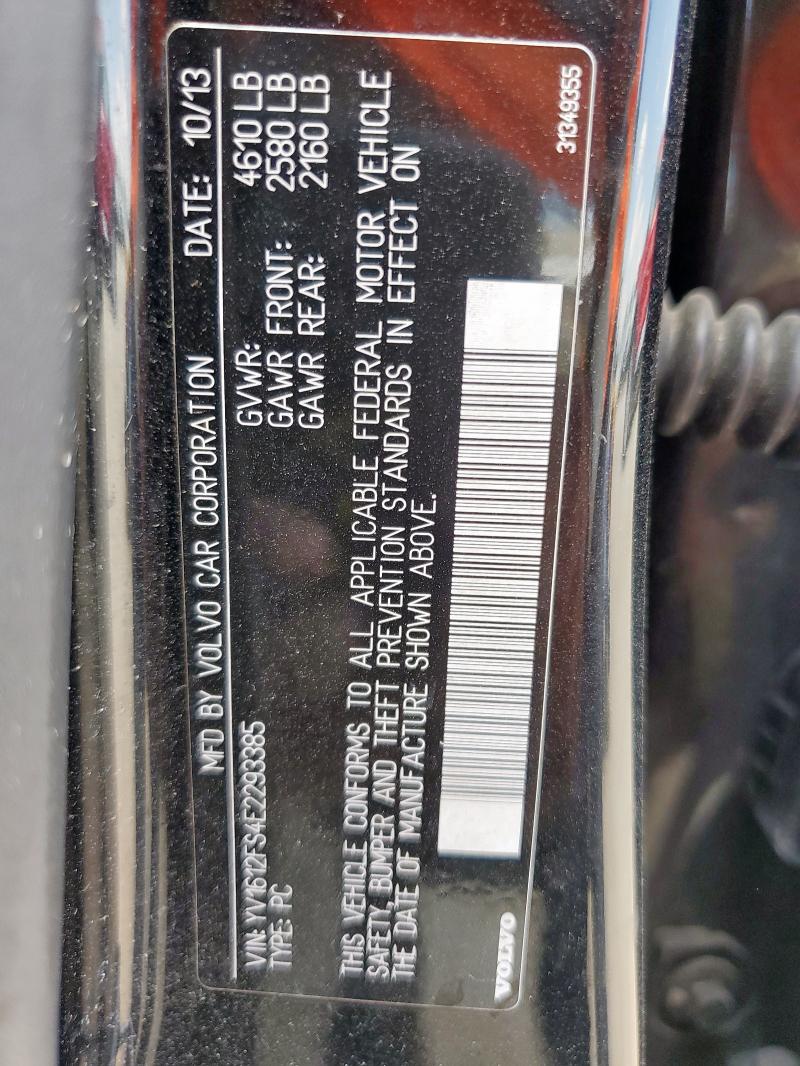 MFD BY VOLVO CAR CORPORATION DATE: 10/13
VIN: YV1612FS4E2293385 GVWR: 4610 LB
TYPE: PC GAWR FRONT: 2580 LB
GAWR REAR: 2160 LB
THIS VEHICLE CONFORMS TO ALL APPLICABLE FEDERAL MOTOR VEHICLE
SAFETY, BUMPER AND THEFT PREVENTION STANDARDS IN EFFECT ON
THE DATE OF MANUFACTURE SHOWN ABOVE.
VOLVO 31349355